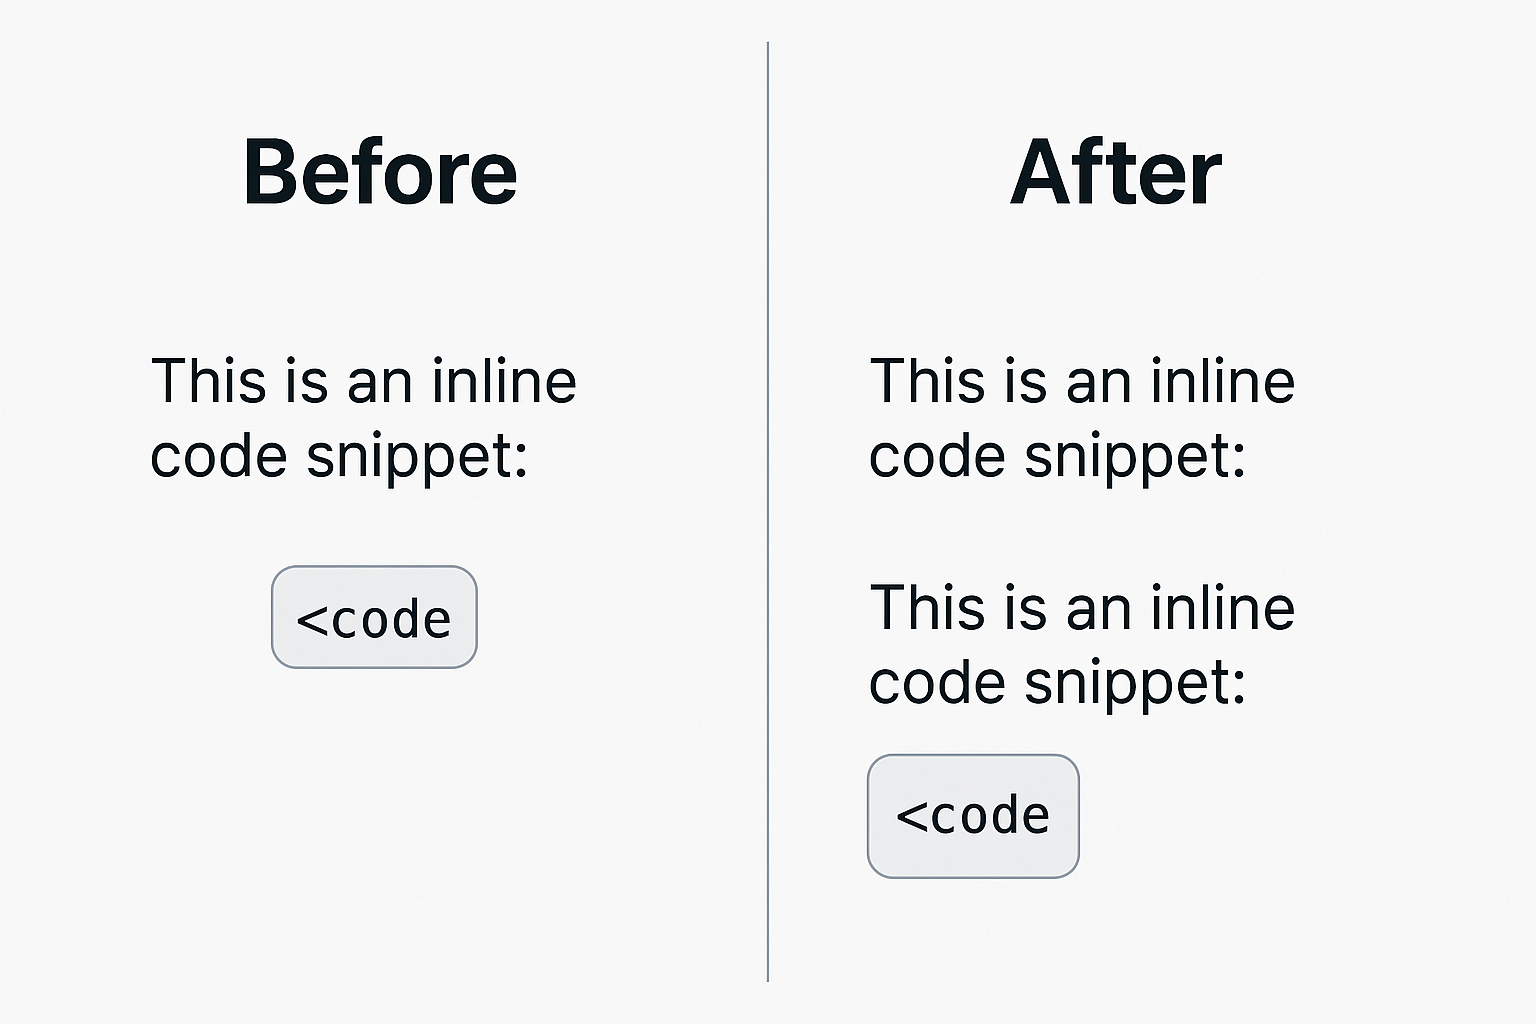 Before
This is an inline
code snippet:
<code
After
This is an inline
code snippet:
This is an inline
code snippet:
<code